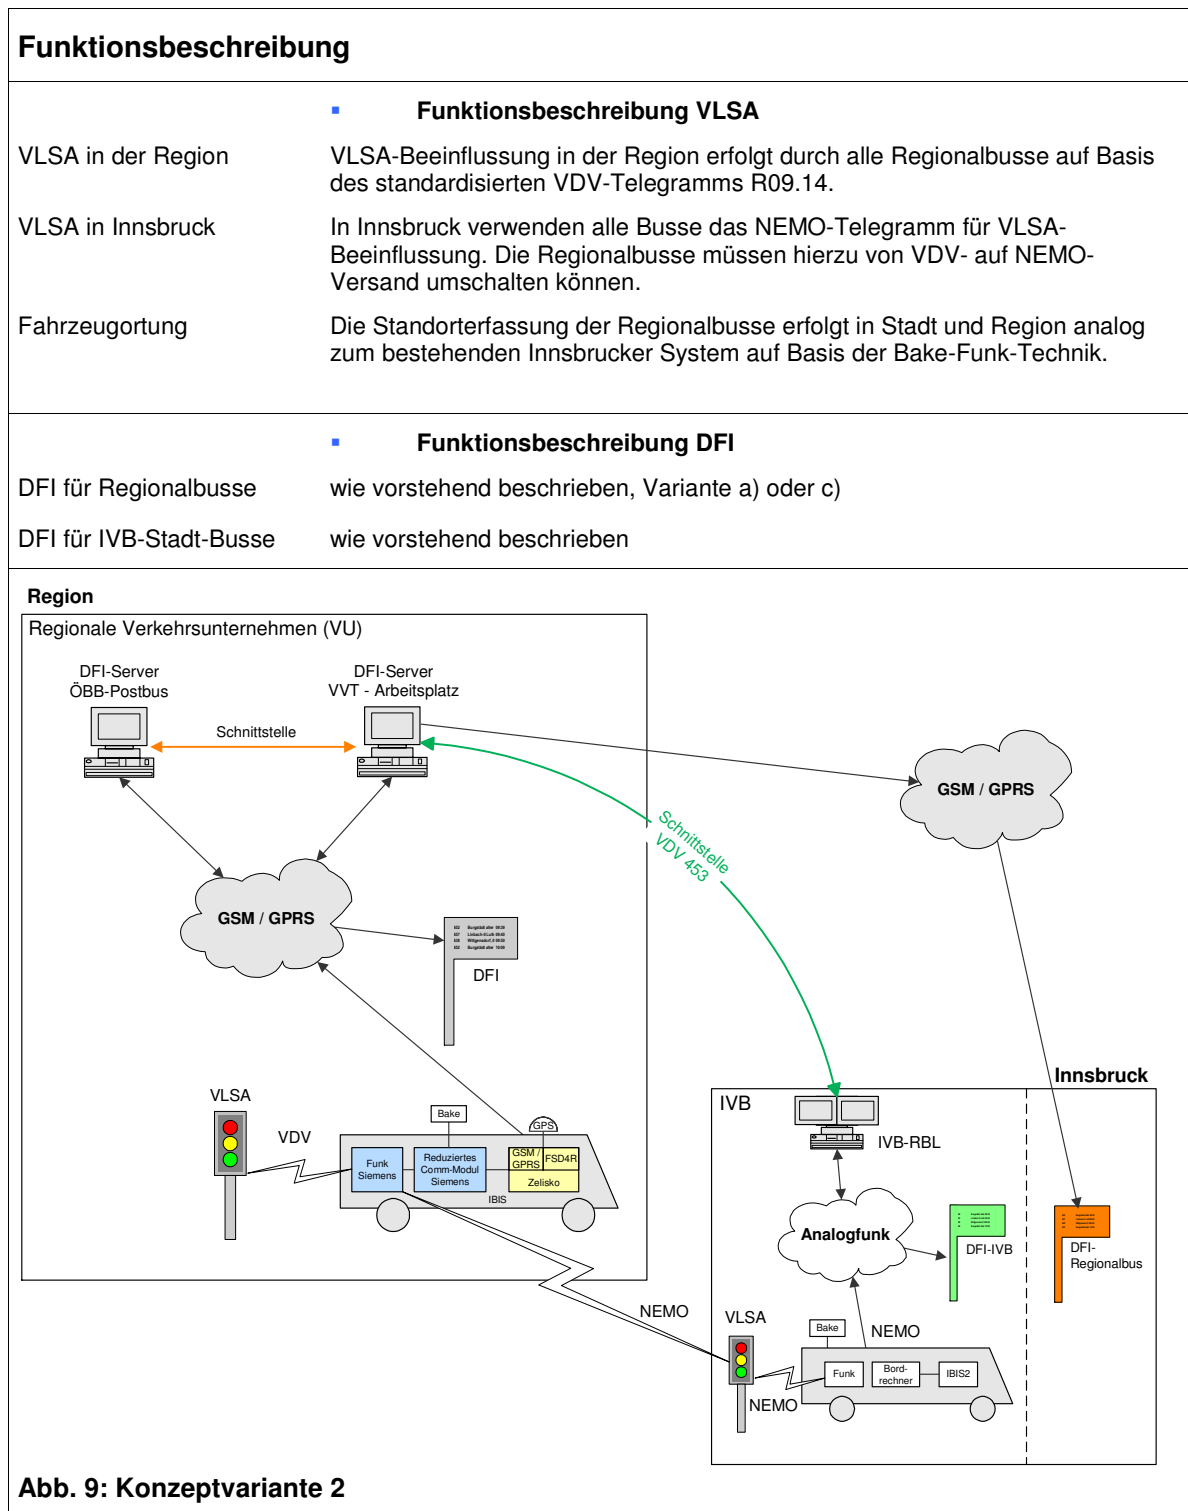 Funktionsbeschreibung
Funktionsbeschreibung VLSA
VLSA in der Region
VLSA-Beeinflussung in der Region erfolgt durch alle Regionalbusse auf Basis
des standardisierten VDV-Telegramms R09.14.
VLSA in Innsbruck
In Innsbruck verwenden alle Busse das NEMO-Telegramm für VLSA-
Beeinflussung. Die Regionalbusse müssen hierzu von VDV- auf NEMO-
Versand umschalten können.
Fahrzeugortung
Die Standorterfassung der Regionalbusse erfolgt in Stadt und Region analog
zum bestehenden Innsbrucker System auf Basis der Bake-Funk-Technik.
Funktionsbeschreibung DFI
DFI für Regionalbusse
wie vorstehend beschrieben, Variante a) oder c)
DFI für IVB-Stadt-Busse
wie vorstehend beschrieben
Region
Regionale Verkehrsunternehmen (VU)
DFI-Server
ÖBB-Postbus
DFI-Server
VVT - Arbeitsplatz
Schnittstelle
GSM / GPRS
Schnittstelle
VDV 453
GSM / GPRS
DFI
VLSA
VDV
Bake
GPS
Funk
Siemens
Reduziertes
Comm-Modul
Siemens
GSM /
GPRS
FSD4R
Zelisko
IBIS
NEMO
Innsbruck
IVB
IVB-RBL
Analogfunk
DFI-IVB
DFI-
Regionalbus
VLSA
Bake
NEMO
Funk
Bord-
rechner
IBIS2
NEMO
Abb. 9: Konzeptvariante 2